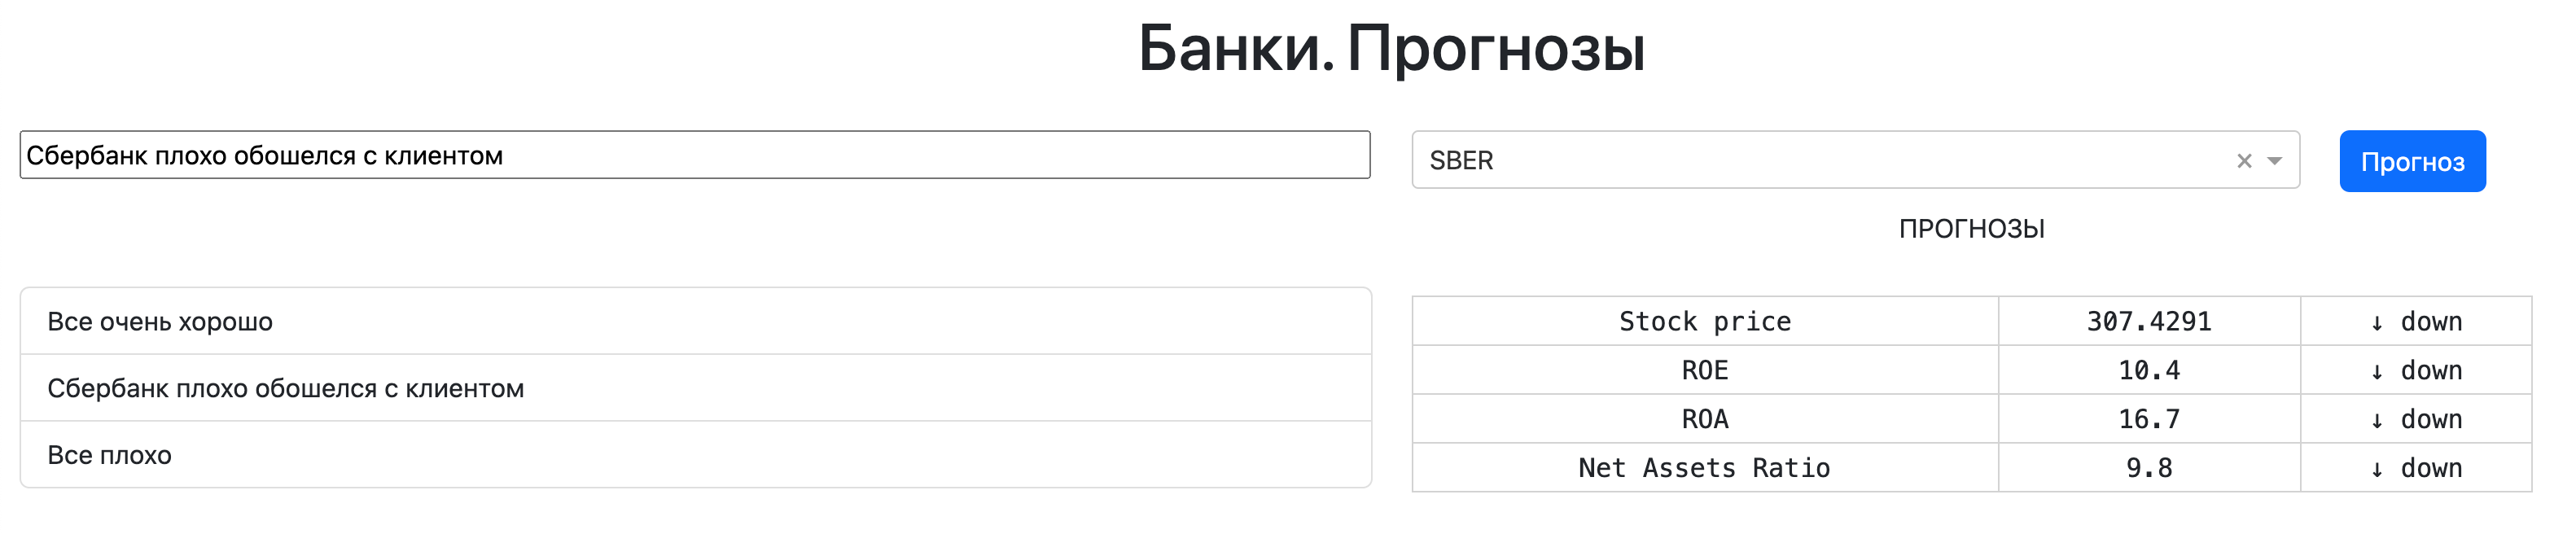 Банки. Прогнозы
Сбербанк плохо обошелся с клиентом
SBER
Прогноз
ПРОГНОЗЫ
Все очень хорошо
Сбербанк плохо обошелся с клиентом
Все плохо
Stock price 307.4291 ↓ down
ROE 10.4 ↓ down
ROA 16.7 ↓ down
Net Assets Ratio 9.8 ↓ down